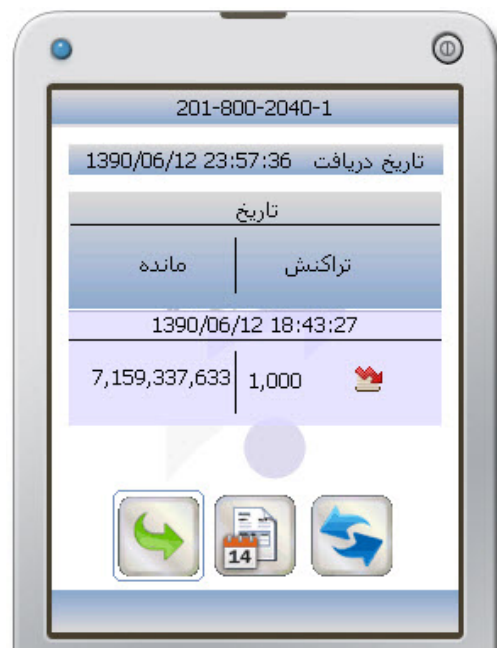 201-800-2040-1
تاریخ دریافت 1390/06/12 23:57:36
تاریخ
تراکنش مانده
1390/06/12 18:43:27
1,000 7,159,337,633
14